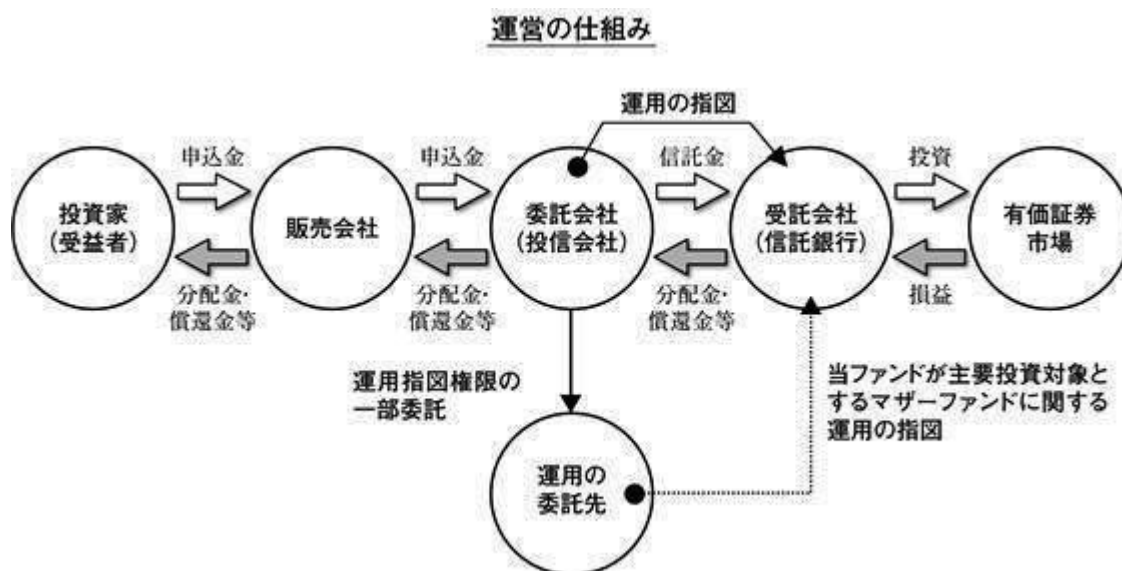 運営の仕組み
運用の指図
申込金
申込金
信託金
投資
投資家
(受益者)
販売会社
委託会社
(投信会社)
受託会社
(信託銀行)
有価証券
市場
分配金・
償還金等
分配金・
償還金等
分配金・
償還金等
損益
運用指図権限の
一部委託
当ファンドが主要投資対象と
するマザーファンドに関する
運用の指図
運用の
委託先